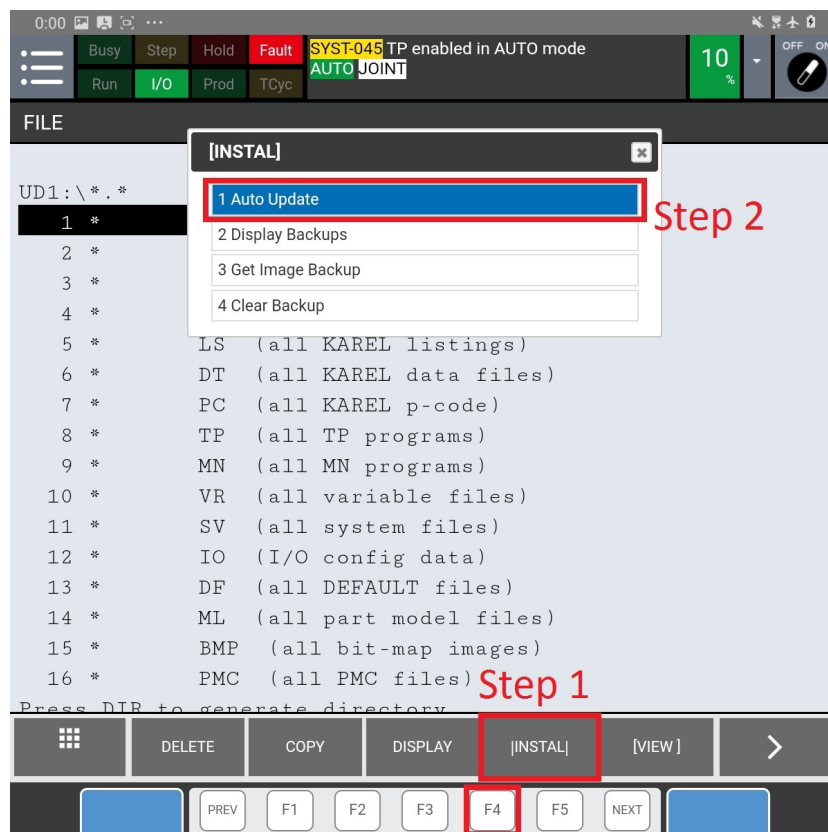 0:00 ...
Busy Step Hold Fault SYST-045 TP enabled in AUTO mode
Run I/O Prod TCyc AUTO JOINT
10 %
OFF ON
FILE
[INSTAL]
UD1:\*.*
1 Auto Update
Step 2
2 Display Backups
3 Get Image Backup
4 Clear Backup
1 *
2 *
3 *
4 *
5 * LS (all KAREL listings)
6 * DT (all KAREL data files)
7 * PC (all KAREL p-code)
8 * TP (all TP programs)
9 * MN (all MN programs)
10 * VR (all variable files)
11 * SV (all system files)
12 * IO (I/O config data)
13 * DF (all DEFAULT files)
14 * ML (all part model files)
15 * BMP (all bit-map images)
16 * PMC (all PMC files)
Step 1
Press DIR to generate directory
DELETE COPY DISPLAY |INSTAL| [VIEW ] >
PREV F1 F2 F3 F4 F5 NEXT